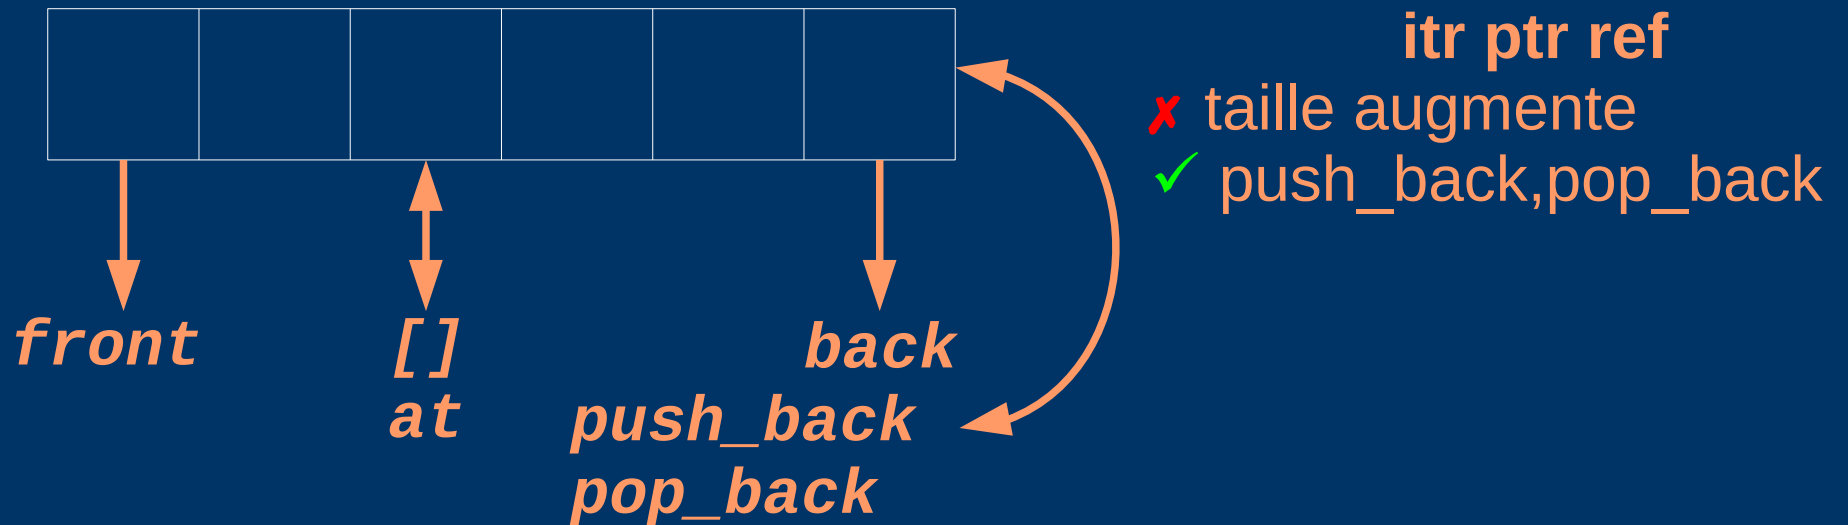 itr ptr ref
✗ taille augmente
✓ push_back,pop_back
front [] back
at push_back
pop_back